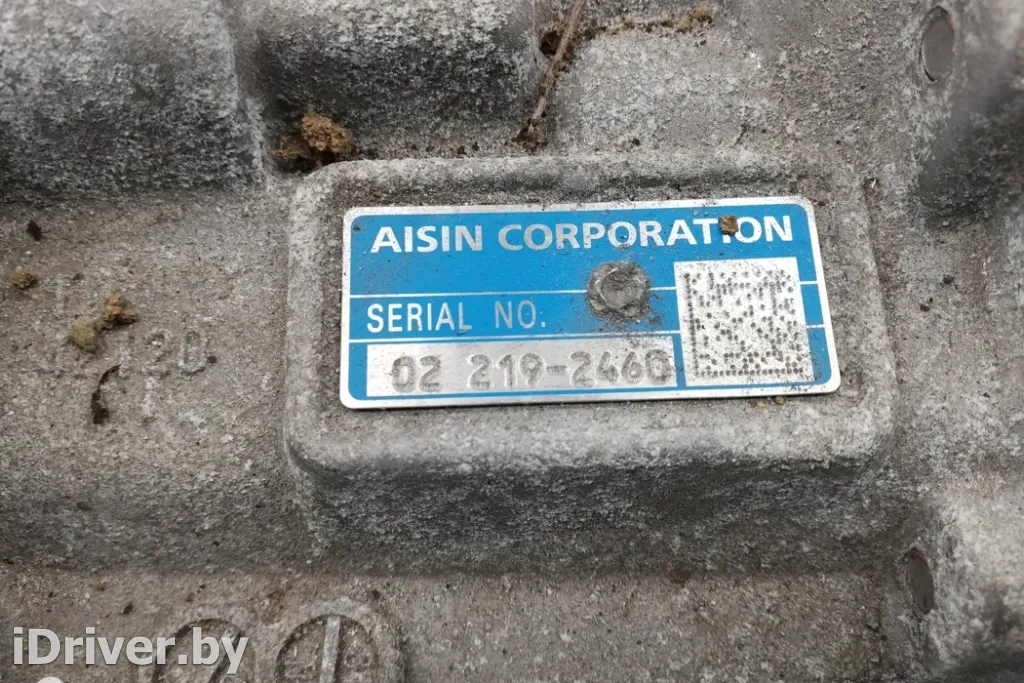 AISIN CORPORATION
SERIAL NO.
02 219-2460
iDriver.by